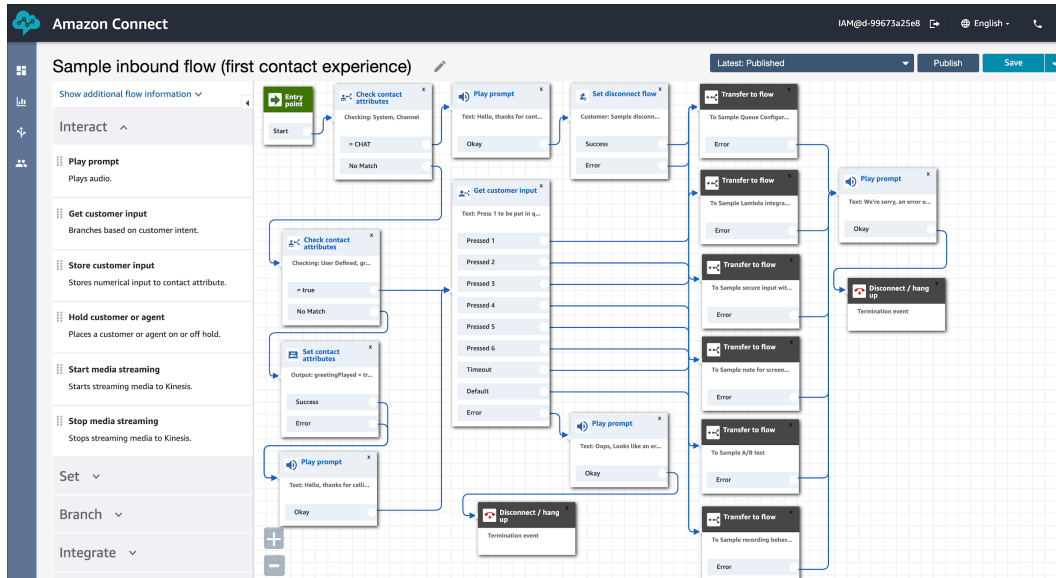 Amazon Connect
IAM@d-99673a25e8
English
Sample inbound flow (first contact experience)
Latest: Published
Publish
Save
Show additional flow information
Interact
Play prompt
Plays audio.
Get customer input
Branches based on customer intent.
Store customer input
Stores numerical input to contact attribute.
Hold customer or agent
Places a customer or agent on or off hold.
Start media streaming
Starts streaming media to Kinesis.
Stop media streaming
Stops streaming media to Kinesis.
Set
Branch
Integrate
Entry
point
Start
Check contact
attributes
x
Checking: System, Channel
= CHAT
No Match
Play prompt
x
Text: Hello, thanks for cont...
Okay
Set disconnect flow
x
Customer: Sample disconn...
Success
Error
Check contact
attributes
x
Checking: User Defined, gr...
= true
No Match
Set contact
attributes
x
Output: greetingPlayed = tr...
Success
Error
Play prompt
x
Text: Hello, thanks for calli...
Okay
Get customer input
x
Text: Press 1 to be put in q...
Pressed 1
Pressed 2
Pressed 3
Pressed 4
Pressed 5
Pressed 6
Timeout
Default
Error
Play prompt
x
Text: Oops, Looks like an er...
Okay
Disconnect / hang
up
x
Termination event
Transfer to flow
x
To Sample Queue Configur...
Error
Transfer to flow
x
To Sample Lambda integra...
Error
Transfer to flow
x
To Sample secure input wit...
Error
Transfer to flow
x
To Sample note for screen...
Error
Transfer to flow
x
To Sample A/B test
Error
Transfer to flow
x
To Sample recording behav...
Error
Play prompt
x
Text: We're sorry, an error o...
Okay
Disconnect / hang
up
x
Termination event